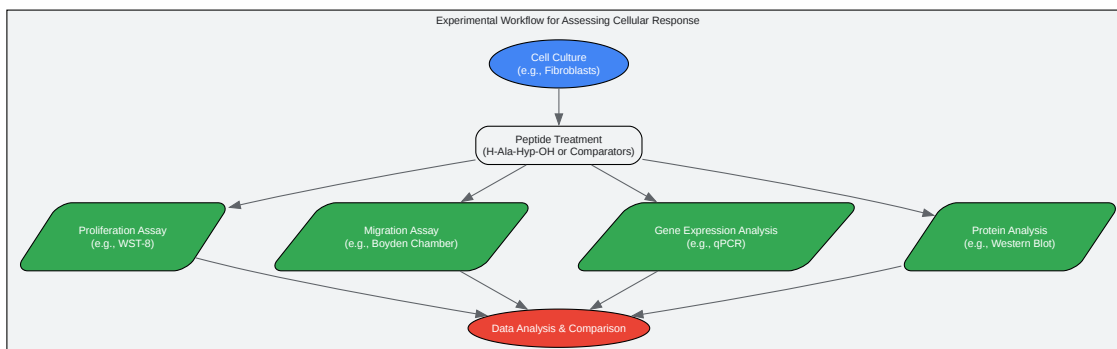 Experimental Workflow for Assessing Cellular Response
Cell Culture
(e.g., Fibroblasts)
Peptide Treatment
(H-Ala-Hyp-OH or Comparators)
Proliferation Assay
(e.g., WST-8)
Migration Assay
(e.g., Boyden Chamber)
Gene Expression Analysis
(e.g., qPCR)
Protein Analysis
(e.g., Western Blot)
Data Analysis & Comparison